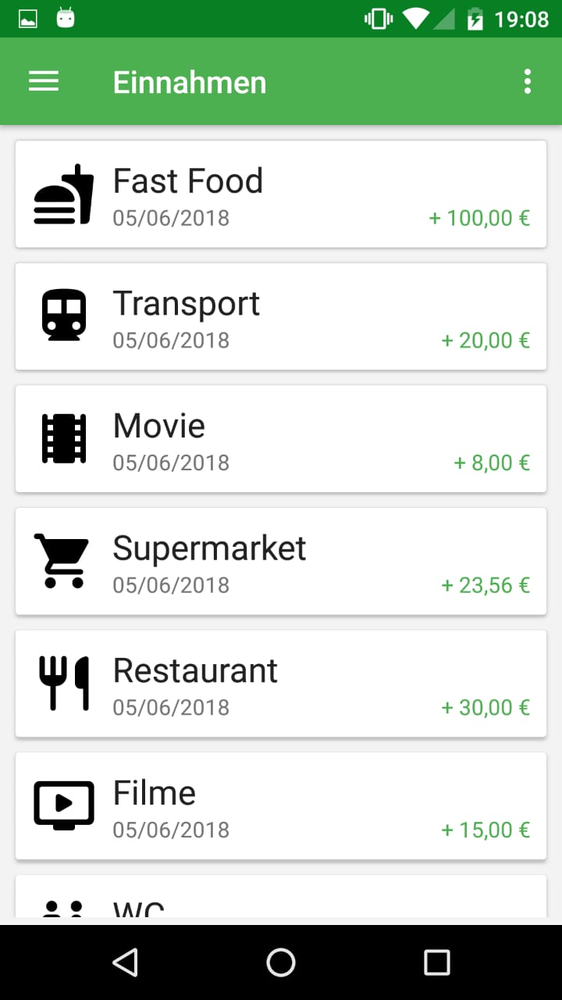 19:08
Einnahmen
Fast Food
05/06/2018
+ 100,00 €
Transport
05/06/2018
+ 20,00 €
Movie
05/06/2018
+ 8,00 €
Supermarket
05/06/2018
+ 23,56 €
Restaurant
05/06/2018
+ 30,00 €
Filme
05/06/2018
+ 15,00 €
WC